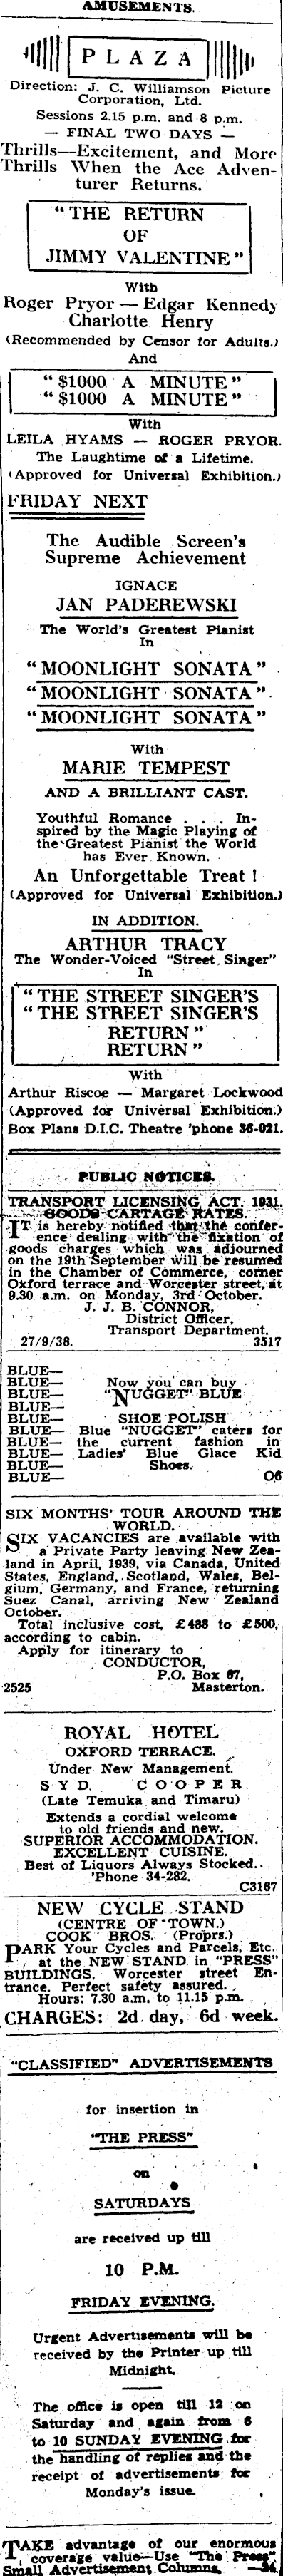 AMUSEMENTS.
PLAZA
Direction: J. C. Williamson Picture
Corporation, Ltd.
Sessions 2.15 p.m. and 8 p.m.
— FINAL TWO DAYS —
Thrills—Excitement, and More
Thrills When the Ace Adven-
turer Returns.
"THE RETURN
OF
JIMMY VALENTINE"
With
Roger Pryor — Edgar Kennedy
Charlotte Henry
(Recommended by Censor for Adults.)
And
"$1000 A MINUTE"
"$1000 A MINUTE"
With
LEILA HYAMS — ROGER PRYOR.
The Laughtime of a Lifetime.
(Approved for Universal Exhibition.)
FRIDAY NEXT
The Audible Screen's
Supreme Achievement
IGNACE
JAN PADEREWSKI
The World's Greatest Pianist
In
"MOONLIGHT SONATA"
"MOONLIGHT SONATA"
"MOONLIGHT SONATA"
With
MARIE TEMPEST
AND A BRILLIANT CAST.
Youthful Romance . . . In-
spired by the Magic Playing of
the Greatest Pianist the World
has Ever Known.
An Unforgettable Treat!
(Approved for Universal Exhibition.)
IN ADDITION.
ARTHUR TRACY
The Wonder-Voiced "Street Singer"
In
"THE STREET SINGER'S
"THE STREET SINGER'S
RETURN"
RETURN"
With
Arthur Riscoe — Margaret Lockwood
(Approved for Universal Exhibition.)
Box Plans D.I.C. Theatre 'phone 36-021.
PUBLIC NOTICES.
TRANSPORT LICENSING ACT, 1931.
GOODS CARTAGE RATES.
IT is hereby notified that the confer-
ence dealing with the fixation of
goods charges which was adjourned
on the 19th September will be resumed
in the Chamber of Commerce, corner
Oxford terrace and Worcester street, at
9.30 a.m. on Monday, 3rd October.
J. J. B. CONNOR,
District Officer,
Transport Department,
27/9/38. 3517
BLUE—
BLUE— Now you can buy
BLUE— "NUGGET" BLUE
BLUE—
BLUE— SHOE POLISH
BLUE— Blue "NUGGET" caters for
BLUE— the current fashion in
BLUE— Ladies' Blue Glace Kid
BLUE— Shoes.
BLUE— O6
SIX MONTHS' TOUR AROUND THE
WORLD.
SIX VACANCIES are available with
a Private Party leaving New Zea-
land in April, 1939, via Canada, United
States, England, Scotland, Wales, Bel-
gium, Germany, and France, returning
Suez Canal, arriving New Zealand
October.
Total inclusive cost, £488 to £500,
according to cabin.
Apply for itinerary to
CONDUCTOR,
P.O. Box 67,
2525 Masterton.
ROYAL HOTEL
OXFORD TERRACE.
Under New Management.
SYD. COOPER
(Late Temuka and Timaru)
Extends a cordial welcome
to old friends and new.
SUPERIOR ACCOMMODATION.
EXCELLENT CUISINE.
Best of Liquors Always Stocked.
'Phone 34-282.
C3167
NEW CYCLE STAND
(CENTRE OF TOWN.)
COOK BROS. (Proprs.)
PARK Your Cycles and Parcels, Etc.
at the NEW STAND in "PRESS"
BUILDINGS. Worcester street En-
trance. Perfect safety assured.
Hours: 7.30 a.m. to 11.15 p.m.
CHARGES: 2d. day, 6d week.
"CLASSIFIED" ADVERTISEMENTS
for insertion in
"THE PRESS"
on
SATURDAYS
are received up till
10 P.M.
FRIDAY EVENING.
Urgent Advertisements will be
received by the Printer up till
Midnight.
The office is open till 12 on
Saturday and again from 6
to 10 SUNDAY EVENING for
the handling of replies and the
receipt of advertisements for
Monday's issue.
TAKE advantage of our enormous
coverage value—Use "The Press"
Small Advertisement Columns.